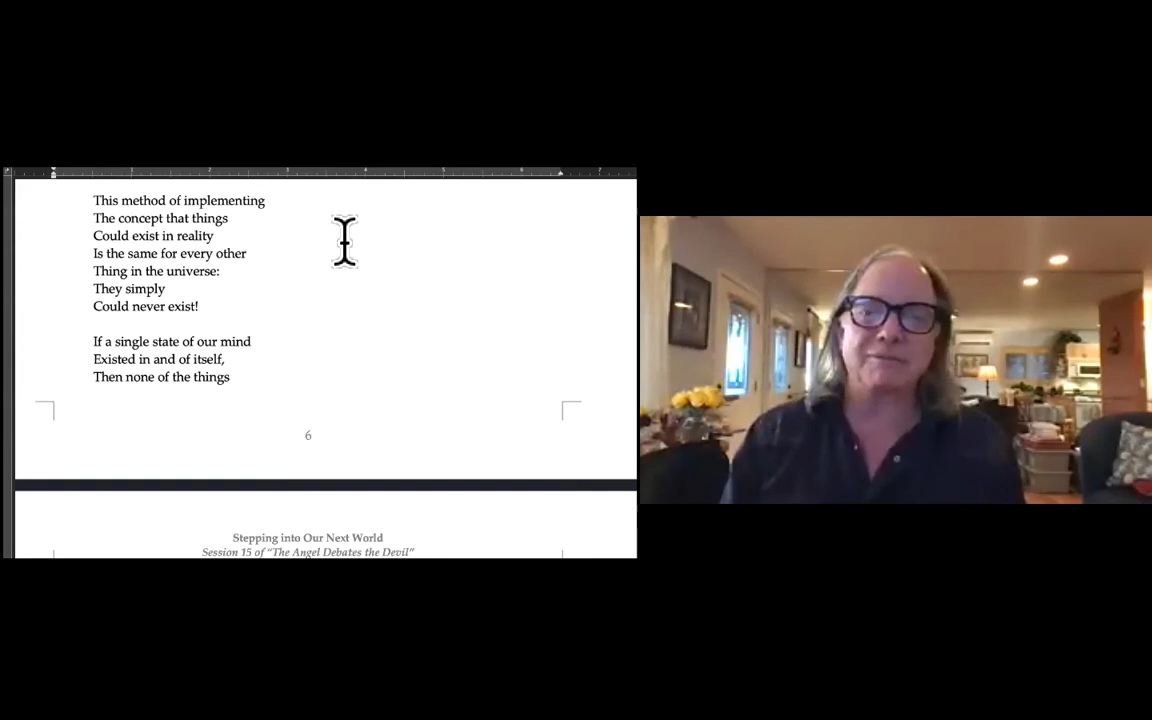 This method of implementing
The concept that things
Could exist in reality
Is the same for every other
Thing in the universe:
They simply
Could never exist!
If a single state of our mind
Existed in and of itself,
Then none of the things
6
Stepping into Our Next World
Session 15 of “The Angel Debates the Devil”